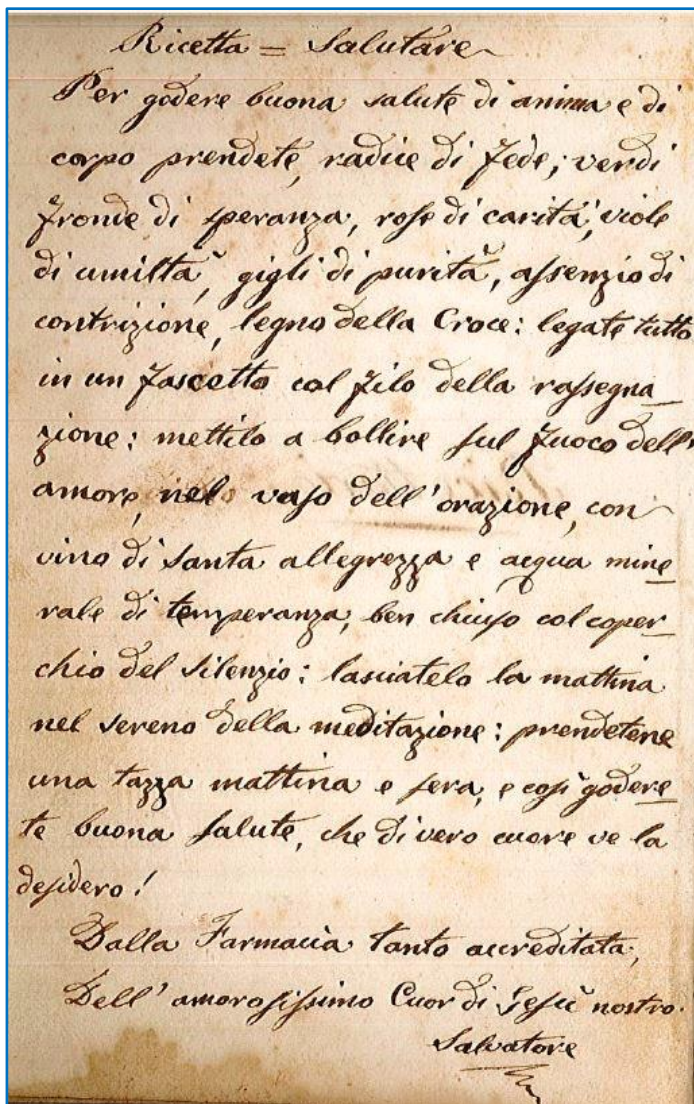 Ricetta = Salutare
Per godere buona salute di anima e di
corpo prendete, radice di Fede; verdi
fronde di speranza, rose di carità, viole
di umiltà, gigli di purità, assenzio di
contrizione, legno della Croce: legate tutto
in un fascetto col filo della rassegna_
zione: mettilo a bollire sul fuoco dell'
amore, nel vaso dell'orazione, con
vino di santa allegrezza e acqua mine_
rale di temperanza, ben chiuso col coper_
chio del silenzio: lasciatelo la mattina
nel sereno della meditazione: prendetene
una tazza mattina e sera, e così godere_
te buona salute, che di vero cuore ve la
desidero!
Dalla Farmacia tanto accreditata,
Dell' amorosissimo Cuor di Gesù nostro
Salvatore